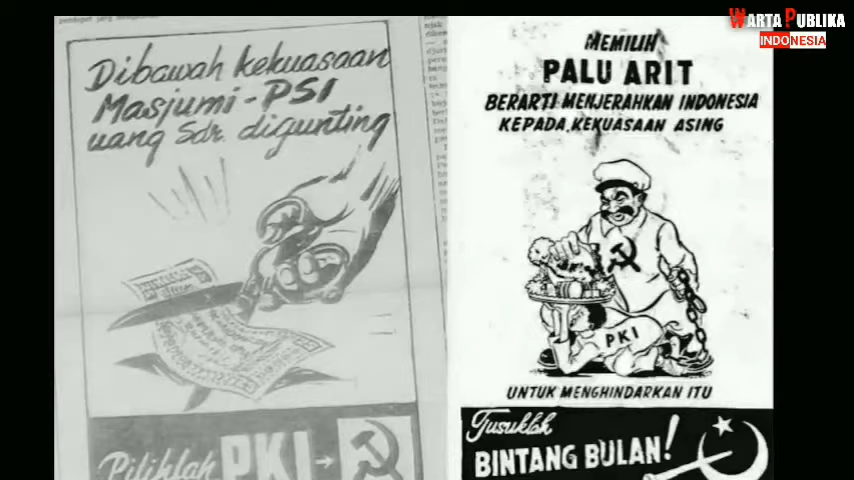 WARTA PUBLIKA
INDONESIA
Dibawah kekuasaan
Masjumi-PSI
uang Sdr. digunting
Pilihlah PKI
MEMILIH
PALU ARIT
BERARTI MENJERAHKAN INDONESIA
KEPADA KEKUASAAN ASING
PKI
UNTUK MENGHINDARKAN ITU
Tusuklah
BINTANG BULAN!